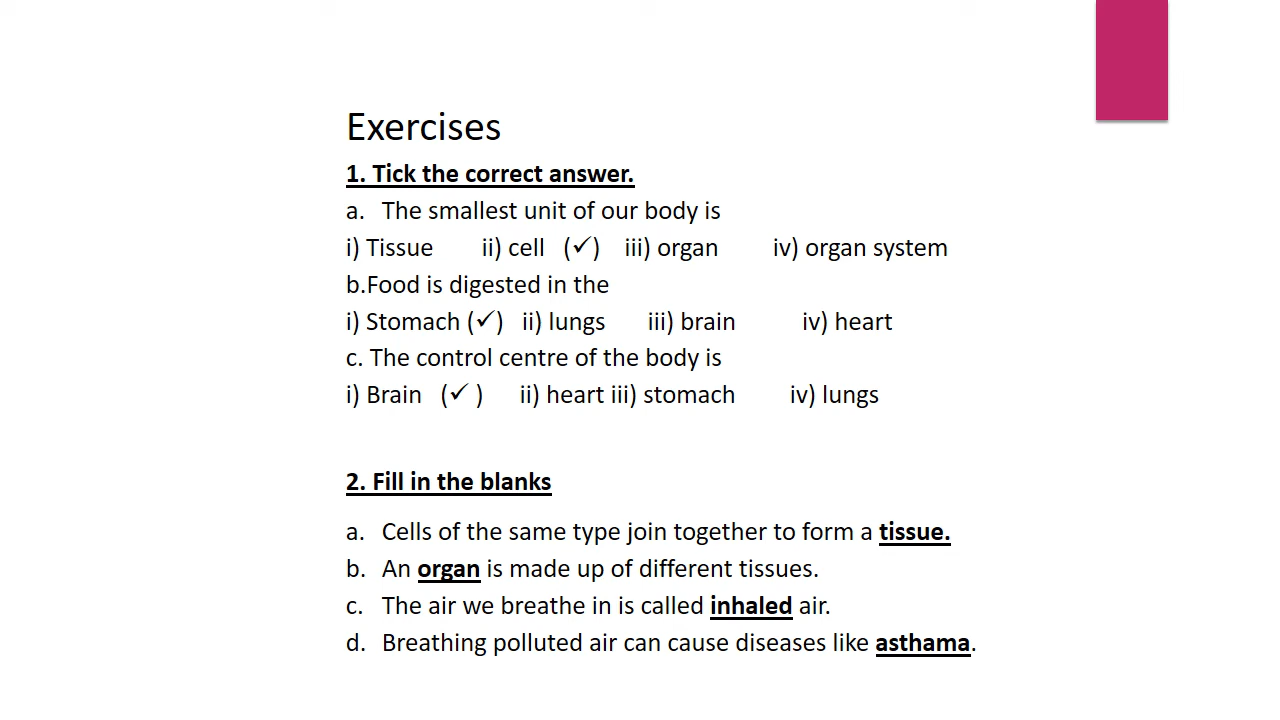 Exercises
1. Tick the correct answer.
a. The smallest unit of our body is
i) Tissue ii) cell (✓) iii) organ iv) organ system
b.Food is digested in the
i) Stomach (✓) ii) lungs iii) brain iv) heart
c. The control centre of the body is
i) Brain (✓ ) ii) heart iii) stomach iv) lungs
2. Fill in the blanks
a. Cells of the same type join together to form a tissue.
b. An organ is made up of different tissues.
c. The air we breathe in is called inhaled air.
d. Breathing polluted air can cause diseases like asthama.